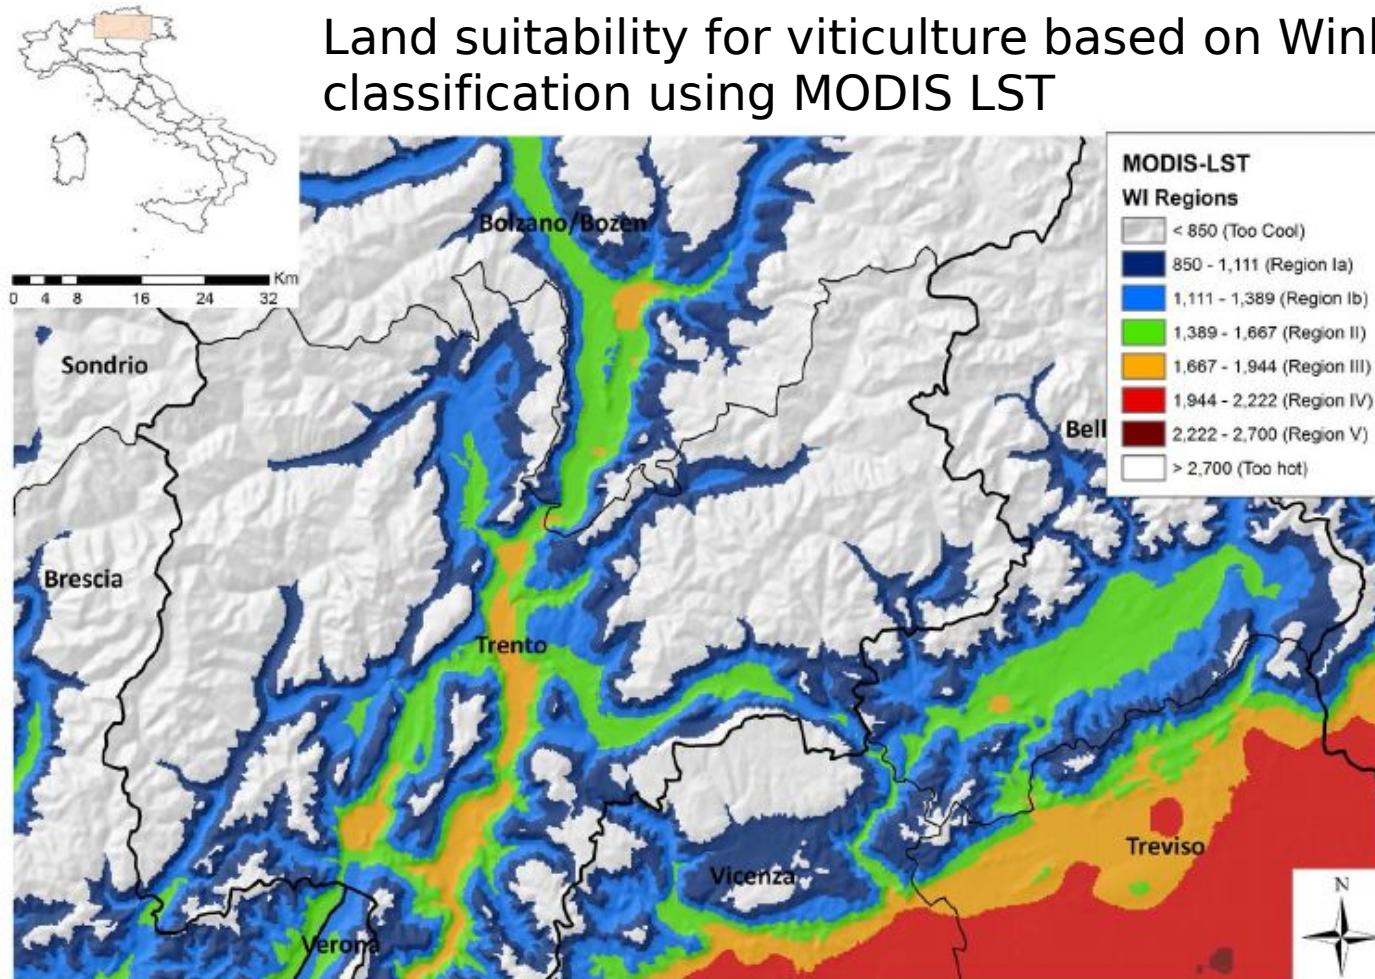 Land suitability for viticulture based on Winl
classification using MODIS LST
MODIS-LST
WI Regions
< 850 (Too Cool)
850 - 1,111 (Region Ia)
1,111 - 1,389 (Region Ib)
1,389 - 1,667 (Region II)
1,667 - 1,944 (Region III)
1,944 - 2,222 (Region IV)
2,222 - 2,700 (Region V)
> 2,700 (Too hot)
Bolzano/Bozen
Km
0 4 8 16 24 32
Sondrio
Bell
Brescia
Trento
Treviso
Vicenza
Verona
N